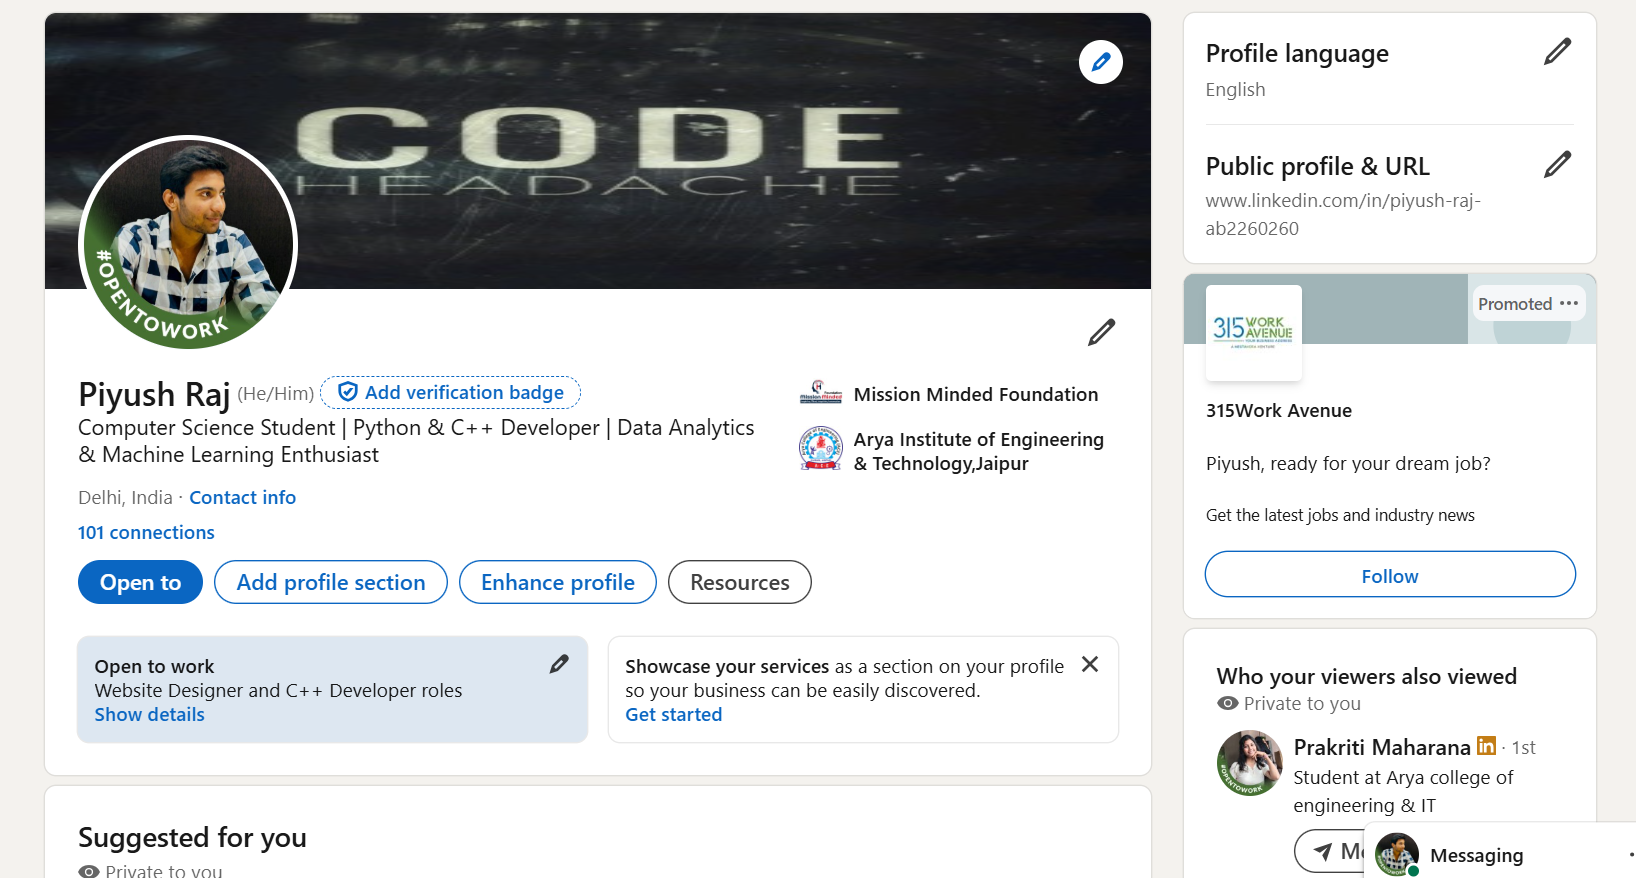 CODE
HEADACHE
#OPENTOWORK
Piyush Raj (He/Him) Add verification badge
Computer Science Student | Python & C++ Developer | Data Analytics
& Machine Learning Enthusiast
Delhi, India · Contact info
101 connections
Mission Minded Foundation
Arya Institute of Engineering
& Technology,Jaipur
Open to
Add profile section
Enhance profile
Resources
Open to work
Website Designer and C++ Developer roles
Show details
Showcase your services as a section on your profile
so your business can be easily discovered.
Get started
Suggested for you
Private to you
Profile language
English
Public profile & URL
www.linkedin.com/in/piyush-raj-
ab2260260
Promoted
315 WORK
AVENUE
YOUR BUSINESS ADDRESS
315Work Avenue
Piyush, ready for your dream job?
Get the latest jobs and industry news
Follow
Who your viewers also viewed
Private to you
Prakriti Maharana in · 1st
Student at Arya college of
engineering & IT
#OPENTOWORK
Messaging